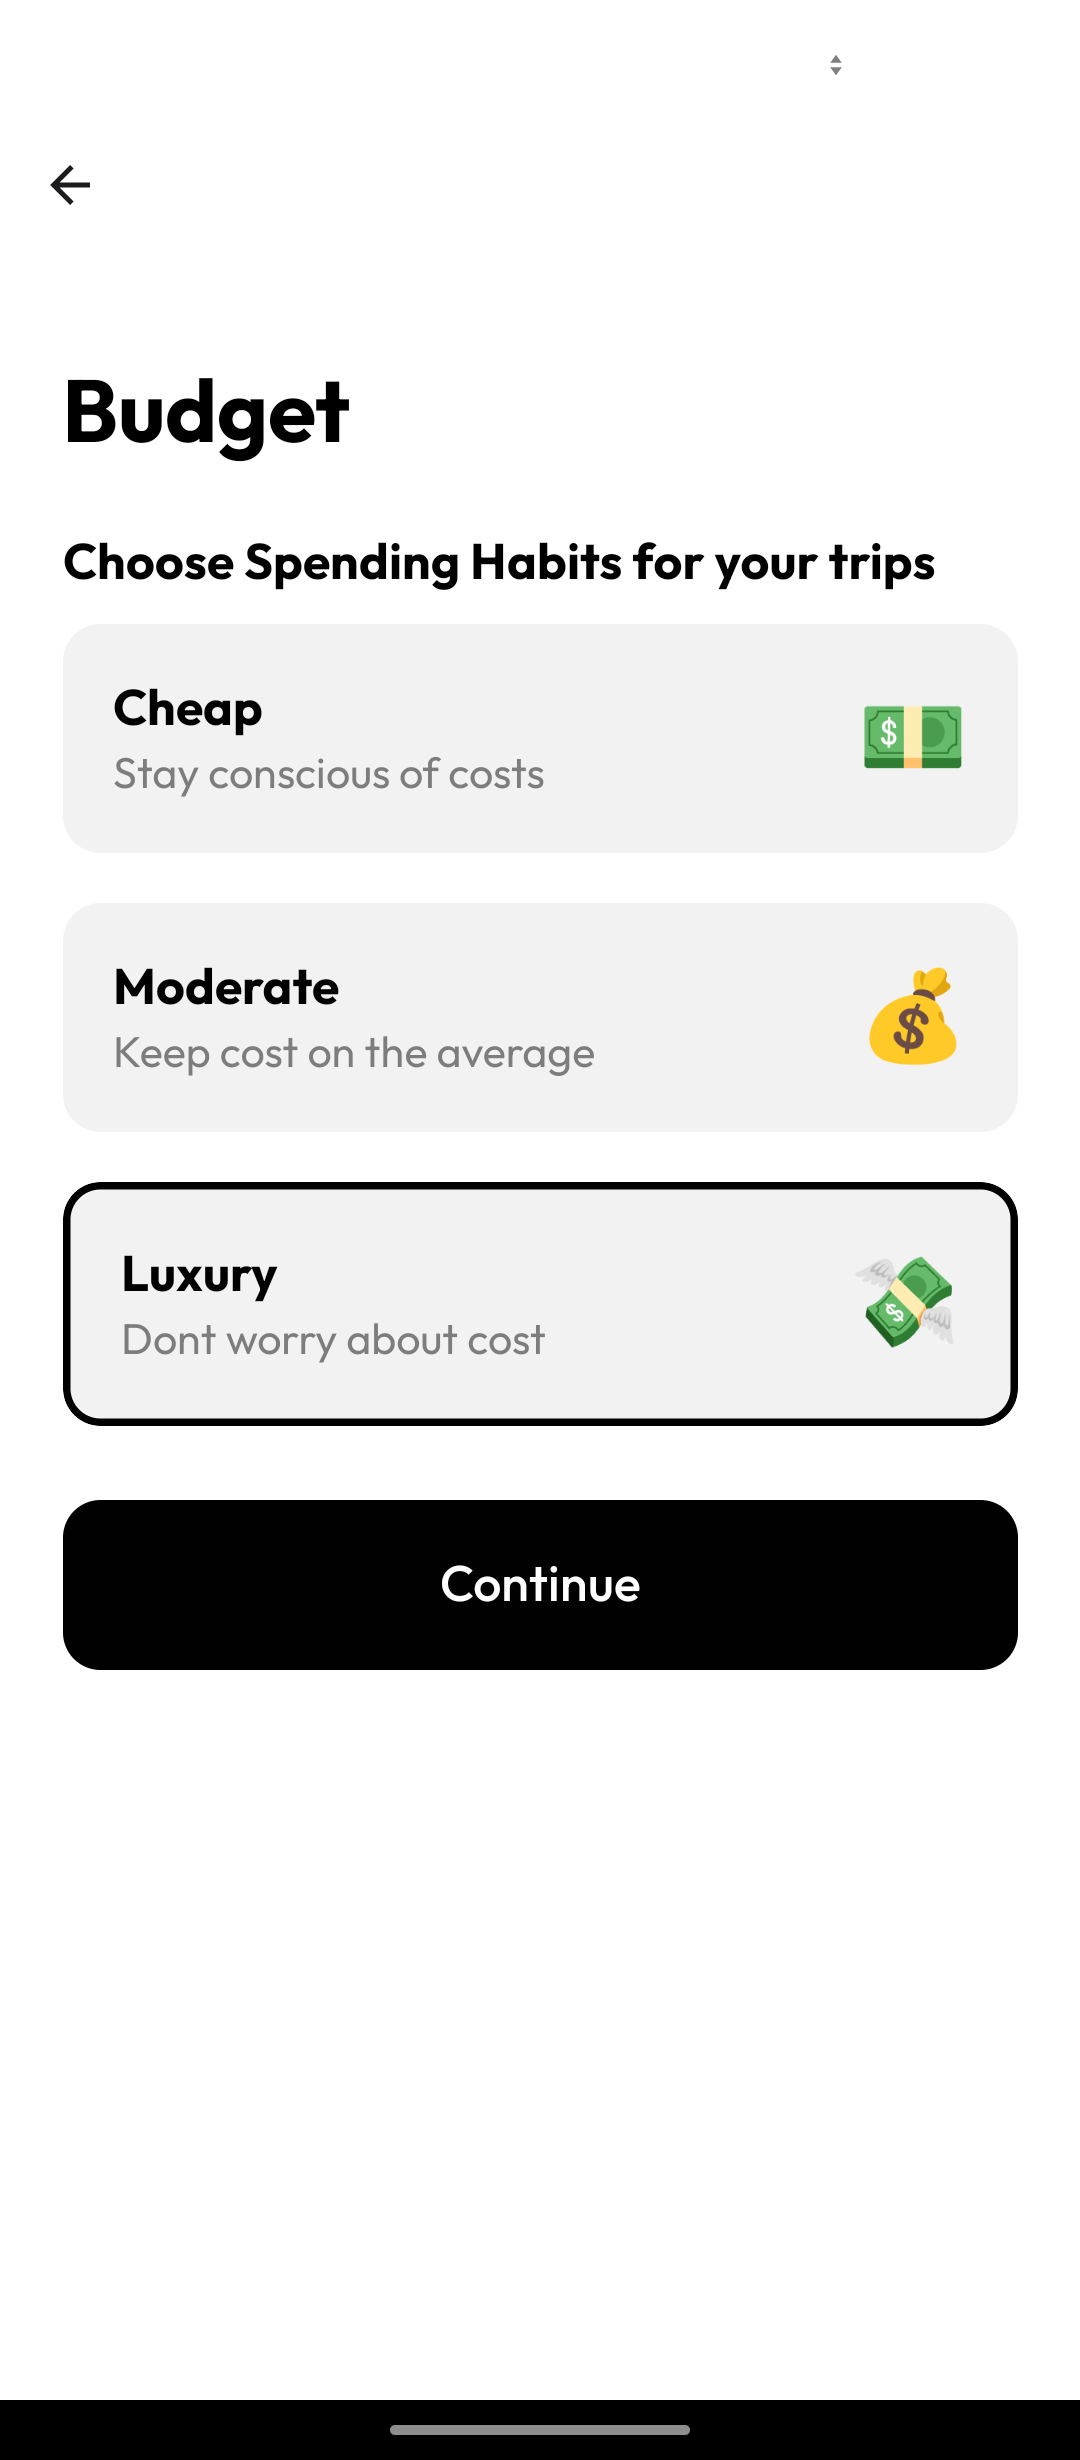 Budget
Choose Spending Habits for your trips
Cheap
Stay conscious of costs
Moderate
Keep cost on the average
Luxury
Dont worry about cost
Continue